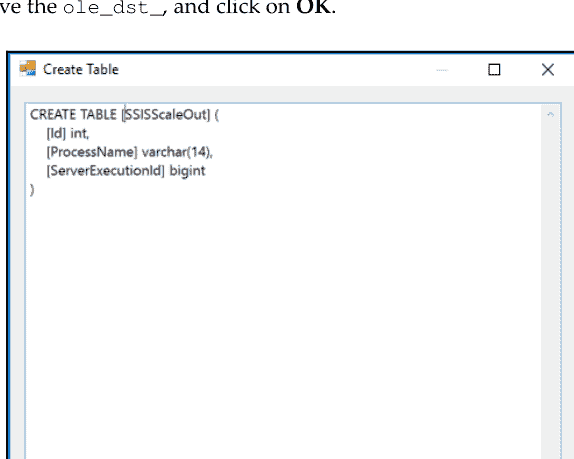 ve the ole_dst_, and click on OK.
Create Table
CREATE TABLE [SSISScaleOut] (
[Id] int,
[ProcessName] varchar(14),
[ServerExecutionId] bigint
)